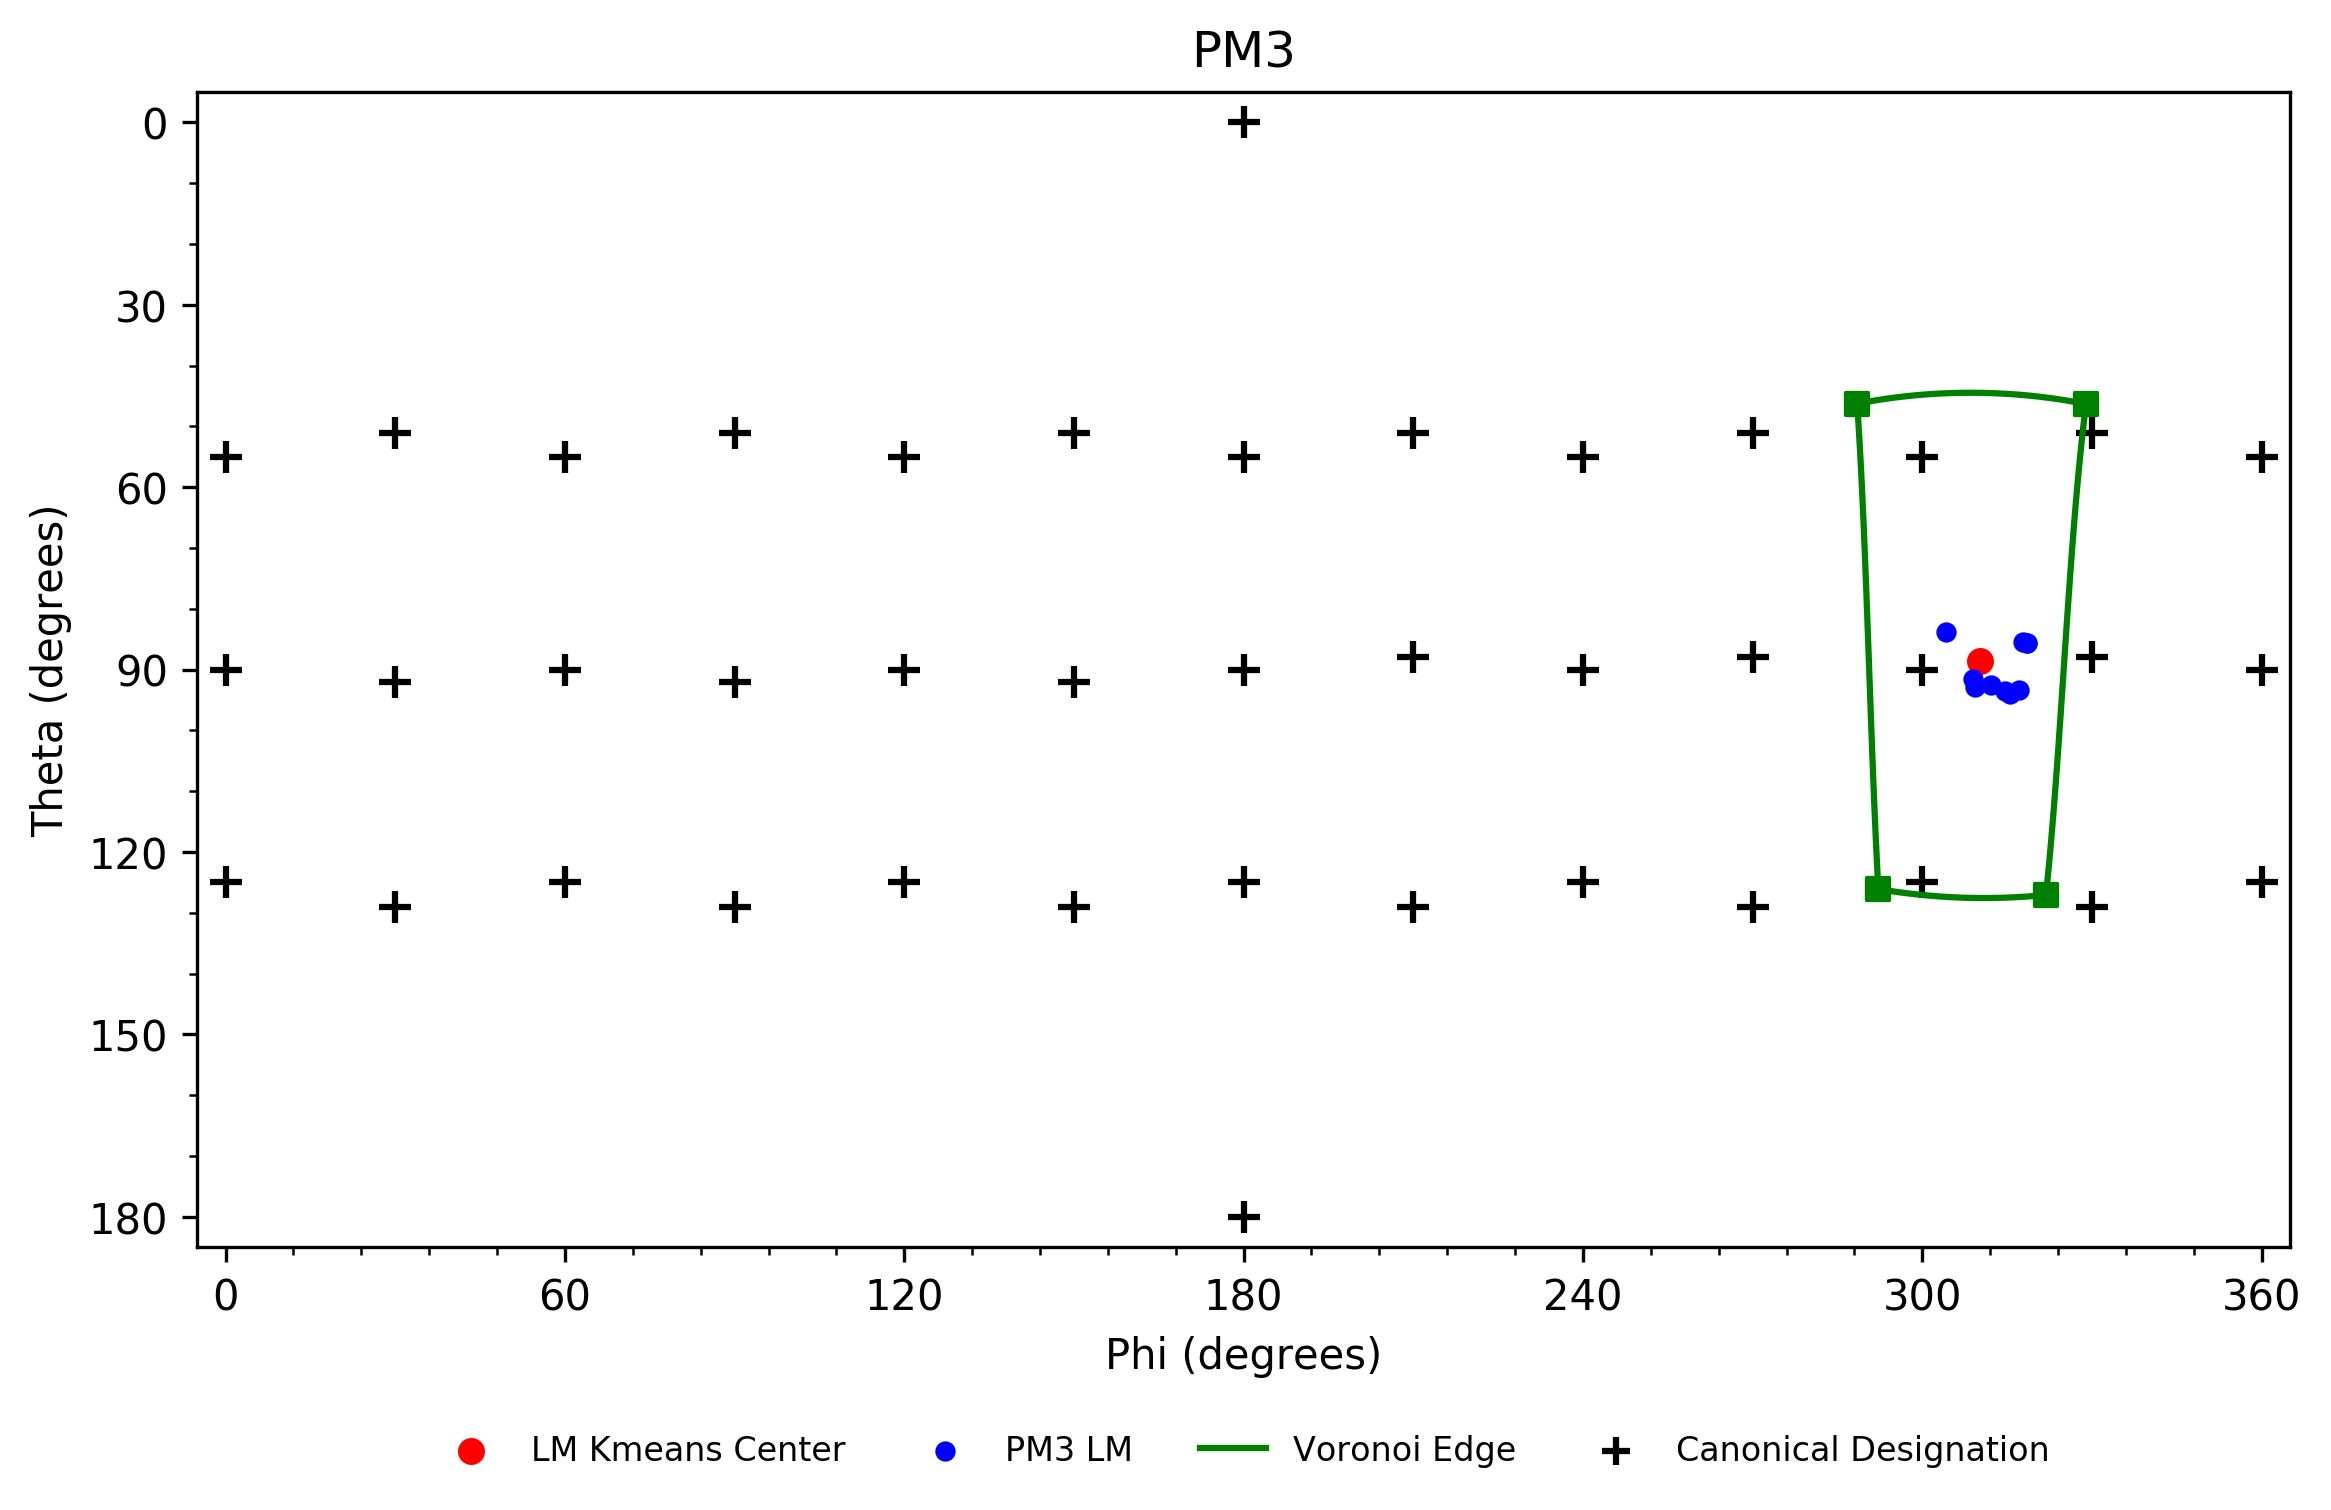 PM3
0
30
60
90
120
150
180
Theta (degrees)
0 60 120 180 240 300 360
Phi (degrees)
LM Kmeans Center PM3 LM Voronoi Edge Canonical Designation